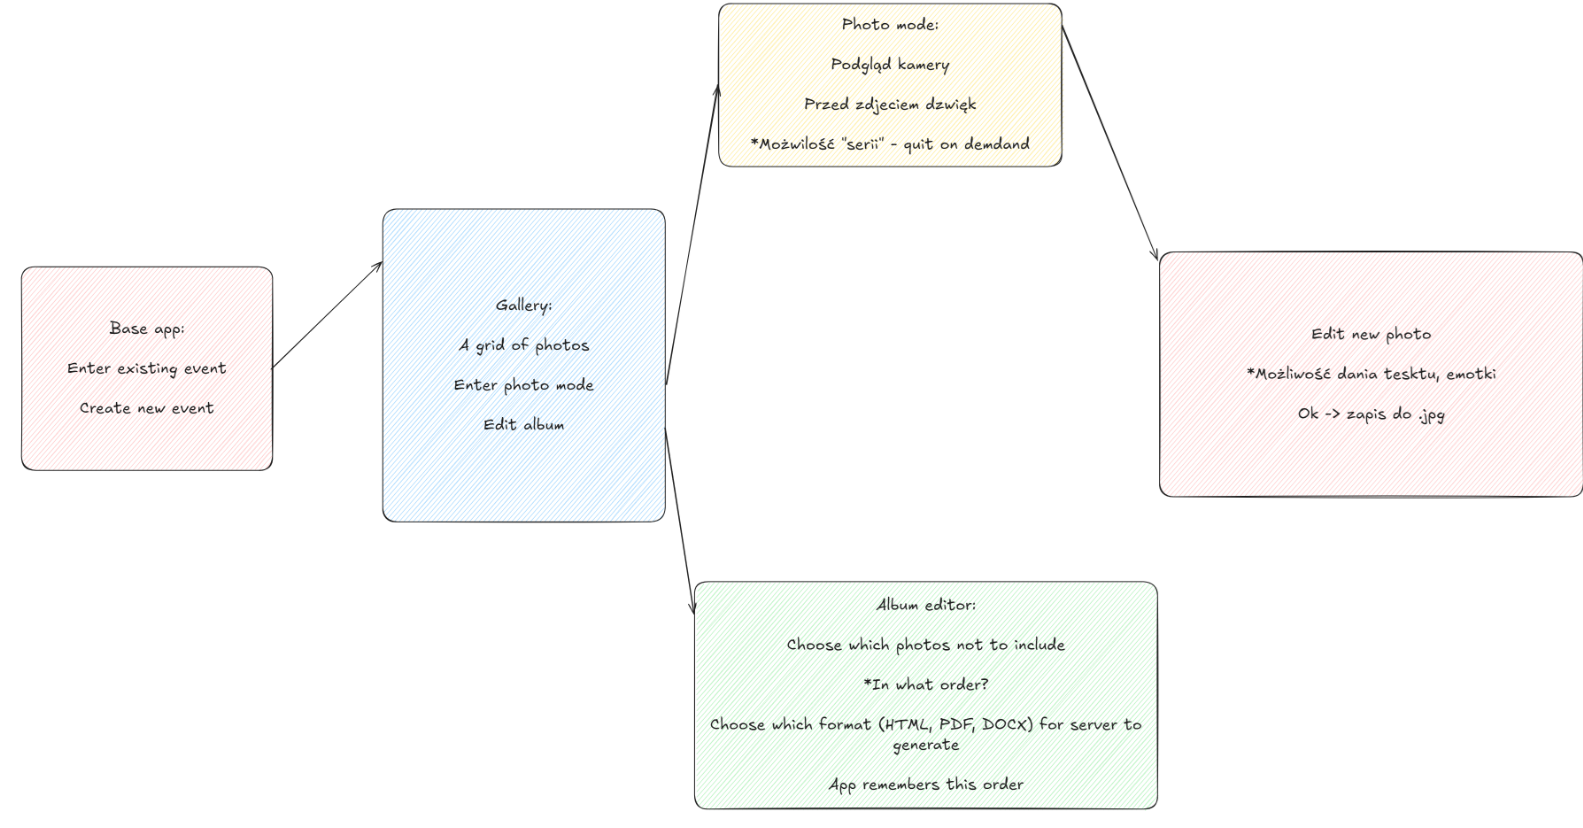 Base app:
Enter existing event
Create new event
Gallery:
A grid of photos
Enter photo mode
Edit album
Photo mode:
Podgląd kamery
Przed zdjeciem dzwięk
*Możwilość "serii" - quit on demdand
Edit new photo
*Możliwość dania tesktu, emotki
Ok -> zapis do .jpg
Album editor:
Choose which photos not to include
*In what order?
Choose which format (HTML, PDF, DOCX) for server to
generate
App remembers this order